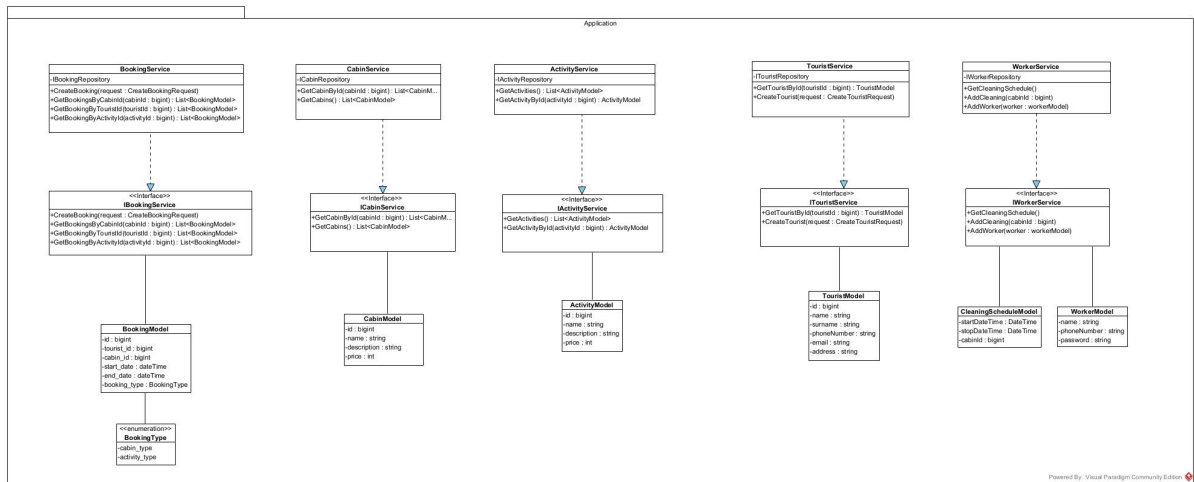 Application
BookingService
-IBookingRepository
+CreateBooking(request : CreateBookingRequest)
+GetBookingsByCabinId(cabinId : bigint) : List<BookingModel>
+GetBookingByTouristId(touristId : bigint) : List<BookingModel>
+GetBookingByActivityId(activityId : bigint) : List<BookingModel>
CabinService
-ICabinRepository
+GetCabinById(cabinId : bigint) : List<CabinM...
+GetCabins() : List<CabinModel>
ActivityService
-IActivityRepository
+GetActivities() : List<ActivityModel>
+GetActivityById(activityId : bigint) : ActivityModel
TouristService
-ITouristRepository
+GetTouristById(touristId : bigint) : TouristModel
+CreateTourist(request : CreateTouristRequest)
WorkerService
-IWorkerRepository
+GetCleaningSchedule()
+AddCleaning(cabinId : bigint)
+AddWorker(worker : workerModel)
<<Interface>>
IBookingService
+CreateBooking(request : CreateBookingRequest)
+GetBookingsByCabinId(cabinId : bigint) : List<BookingModel>
+GetBookingByTouristId(touristId : bigint) : List<BookingModel>
+GetBookingByActivityId(activityId : bigint) : List<BookingModel>
<<Interface>>
ICabinService
+GetCabinById(cabinId : bigint) : List<CabinM...
+GetCabins() : List<CabinModel>
<<Interface>>
IActivityService
+GetActivities() : List<ActivityModel>
+GetActivityById(activityId : bigint) : ActivityModel
<<Interface>>
ITouristService
+GetTouristById(touristId : bigint) : TouristModel
+CreateTourist(request : CreateTouristRequest)
<<Interface>>
IWorkerService
+GetCleaningSchedule()
+AddCleaning(cabinId : bigint)
+AddWorker(worker : workerModel)
BookingModel
-id : bigint
-tourist_id : bigint
-cabin_id : bigint
-start_date : dateTime
-end_date : dateTime
-booking_type : BookingType
CabinModel
-id : bigint
-name : string
-description : string
-price : int
ActivityModel
-id : bigint
-name : string
-description : string
-price : int
TouristModel
-id : bigint
-name : string
-surname : string
-phoneNumber : string
-email : string
-address : string
CleaningScheduleModel
-startDateTime : DateTime
-stopDateTime : DateTime
-cabinId : bigint
WorkerModel
-name : string
-phoneNumber : string
-password : string
<<enumeration>>
BookingType
-cabin_type
-activity_type
Powered By: Visual Paradigm Community Edition